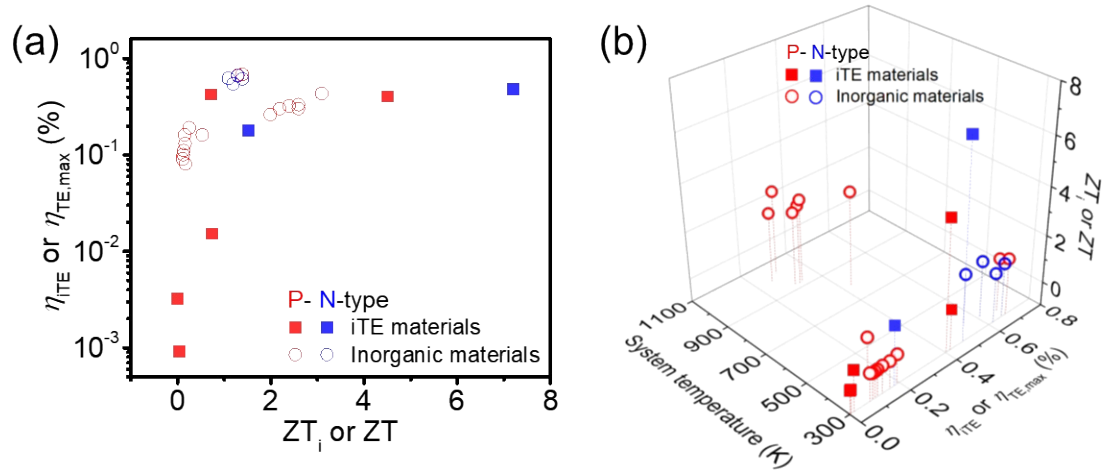 (a)
η_iTE or η_TE,max (%)
10^0
10^-1
10^-2
10^-3
0 2 4 6 8
ZT_i or ZT
P- N-type
iTE materials
Inorganic materials
(b)
P- N-type
iTE materials
Inorganic materials
8
6
4
2
0
ZT_i or ZT
1100
900
700
500
300
System temperature (K)
0.0
0.2
0.4
0.6
0.8
η_iTE or η_TE,max (%)